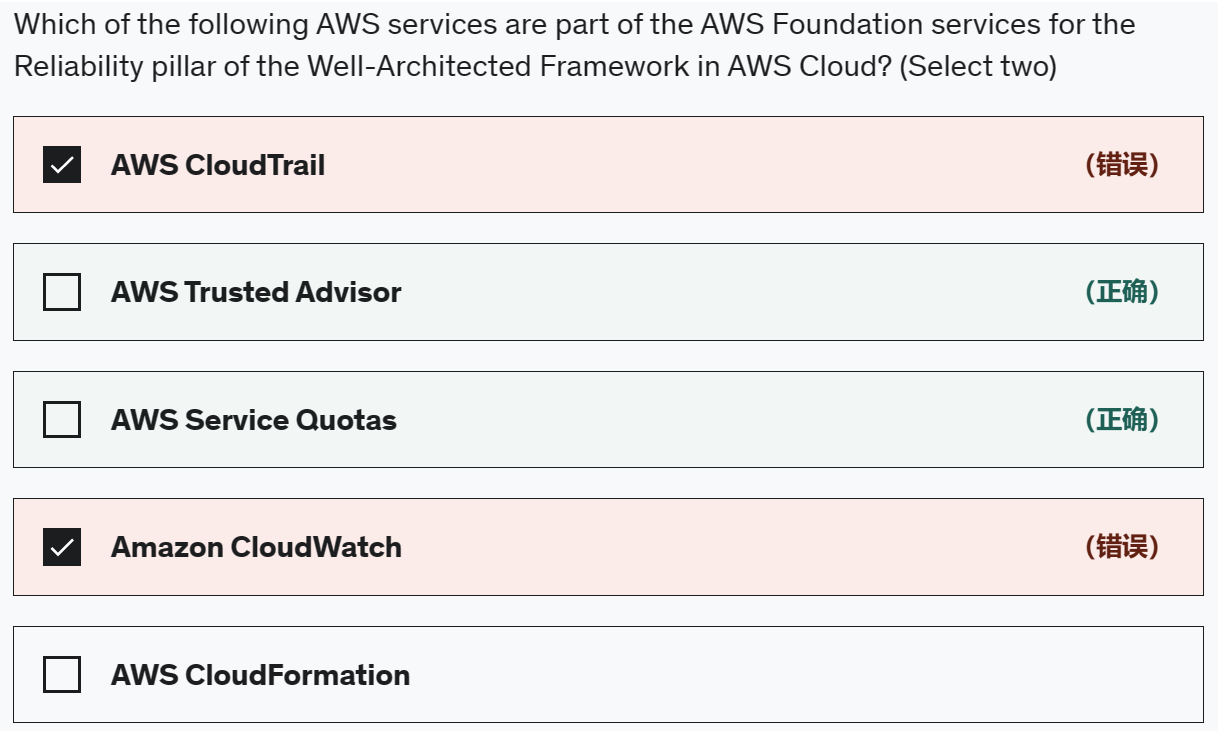 Which of the following AWS services are part of the AWS Foundation services for the
Reliability pillar of the Well-Architected Framework in AWS Cloud? (Select two)
AWS CloudTrail (错误)
AWS Trusted Advisor (正确)
AWS Service Quotas (正确)
Amazon CloudWatch (错误)
AWS CloudFormation